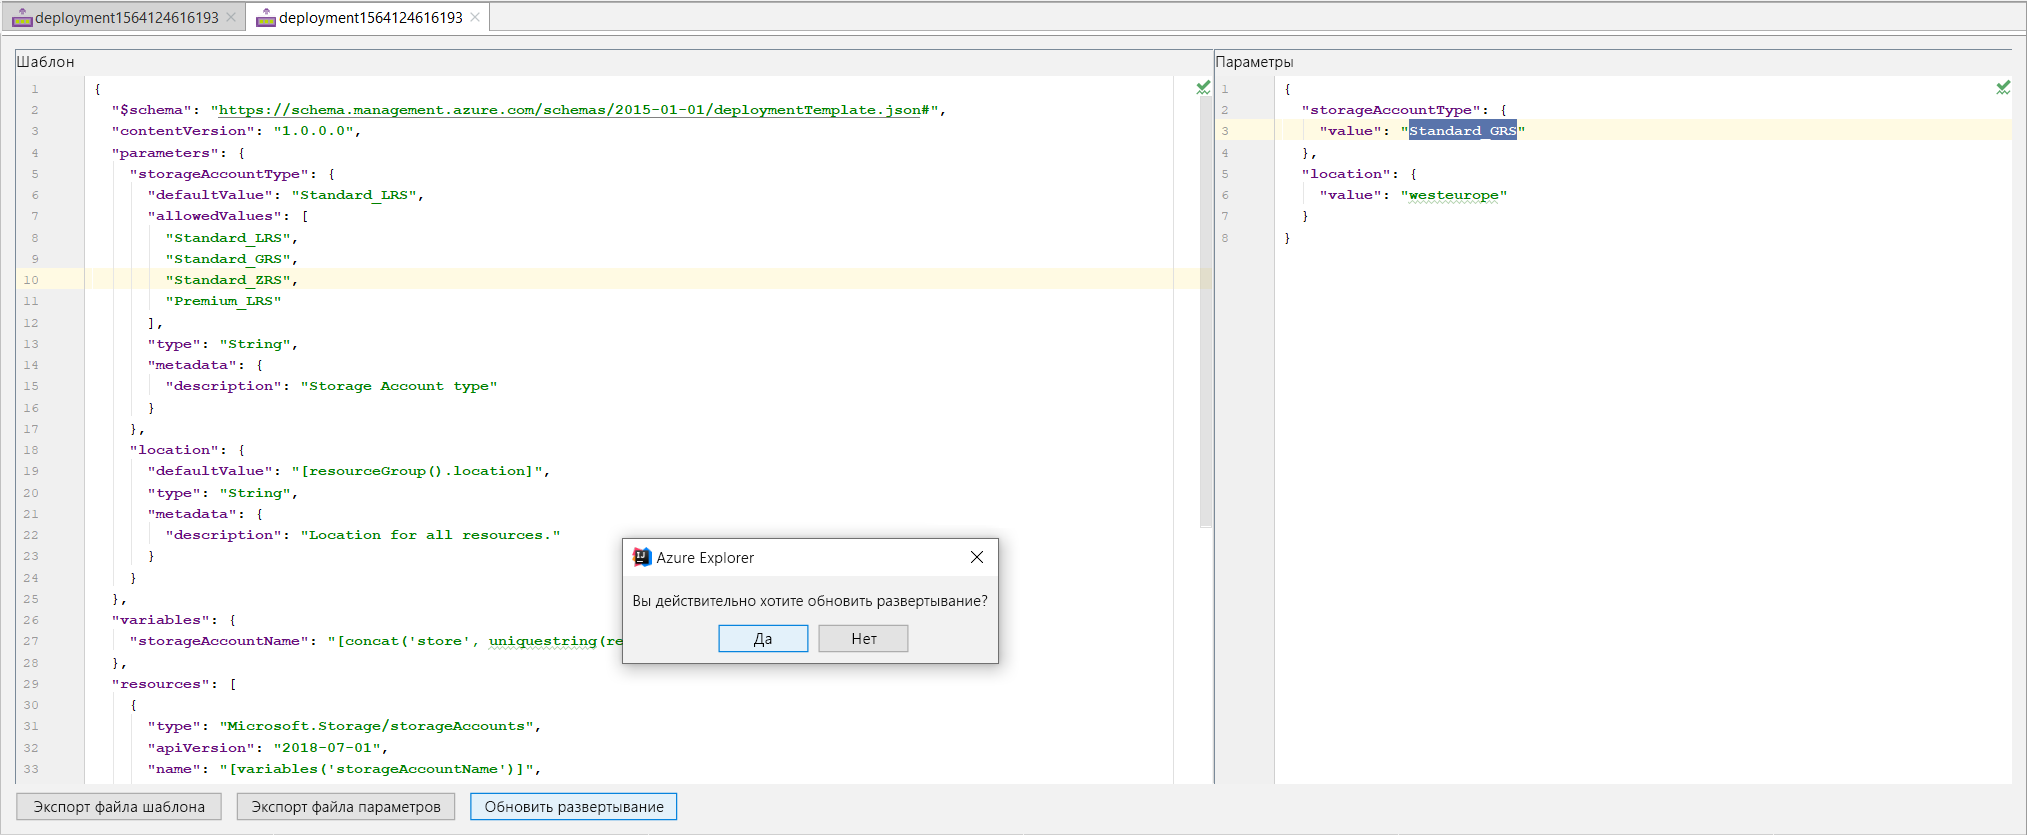 deployment1564124616193
deployment1564124616193
Шаблон
1 {
2 "$schema": "https://schema.management.azure.com/schemas/2015-01-01/deploymentTemplate.json#",
3 "contentVersion": "1.0.0.0",
4 "parameters": {
5 "storageAccountType": {
6 "defaultValue": "Standard_LRS",
7 "allowedValues": [
8 "Standard_LRS",
9 "Standard_GRS",
10 "Standard_ZRS",
11 "Premium_LRS"
12 ],
13 "type": "String",
14 "metadata": {
15 "description": "Storage Account type"
16 }
17 },
18 "location": {
19 "defaultValue": "[resourceGroup().location]",
20 "type": "String",
21 "metadata": {
22 "description": "Location for all resources."
23 }
24 }
25 },
26 "variables": {
27 "storageAccountName": "[concat('store', uniquestring(re
28 },
29 "resources": [
30 {
31 "type": "Microsoft.Storage/storageAccounts",
32 "apiVersion": "2018-07-01",
33 "name": "[variables('storageAccountName')]",
Параметры
1 {
2 "storageAccountType": {
3 "value": "Standard_GRS"
4 },
5 "location": {
6 "value": "westeurope"
7 }
8 }
Azure Explorer
Вы действительно хотите обновить развертывание?
Да
Нет
Экспорт файла шаблона
Экспорт файла параметров
Обновить развертывание